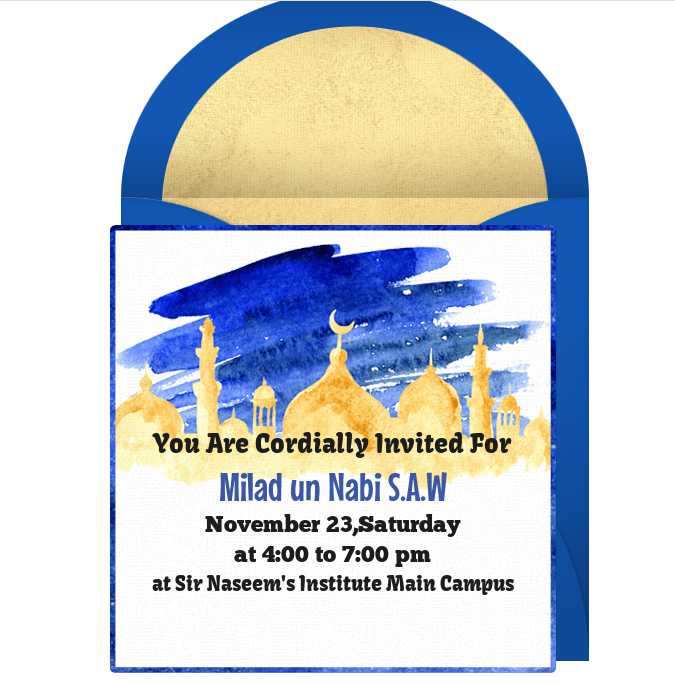 You Are Cordially Invited For
Milad un Nabi S.A.W
November 23,Saturday
at 4:00 to 7:00 pm
at Sir Naseem's Institute Main Campus